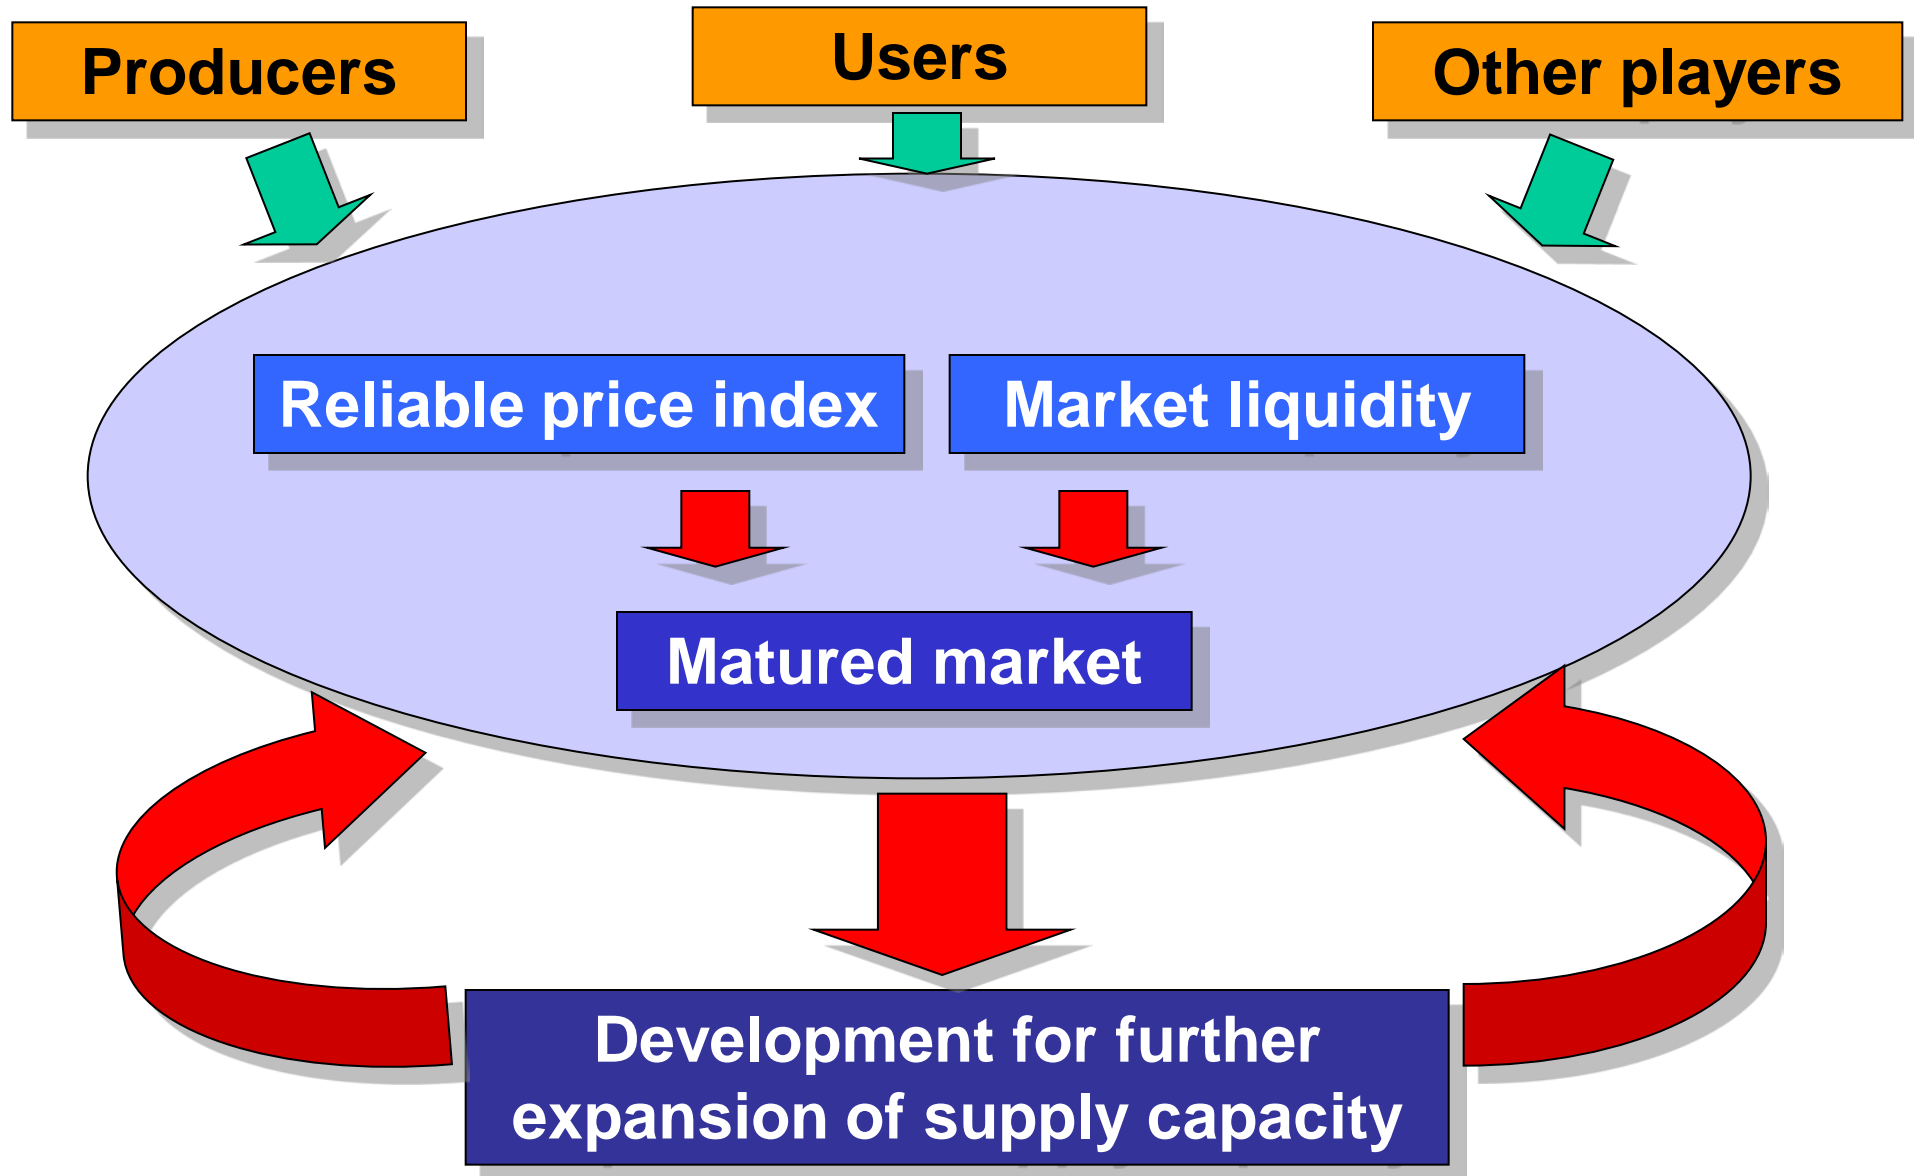 Producers
Users
Other players
Reliable price index
Market liquidity
Matured market
Development for further
expansion of supply capacity